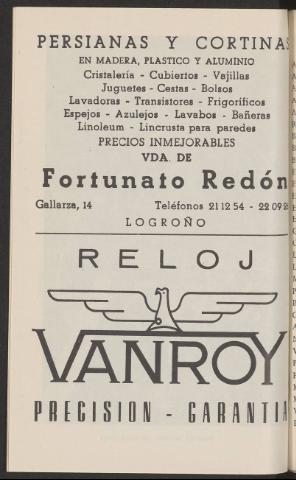 PERSIANAS Y CORTINAS
EN MADERA, PLASTICO Y ALUMINIO
Cristalería - Cubiertos - Vajillas
Juguetes - Cestas - Bolsos
Lavadoras - Transistores - Frigoríficos
Espejos - Azulejos - Lavabos - Bañeras
Linoleum - Lincrusta para paredes
PRECIOS INMEJORABLES
VDA. DE
Fortunato Redón
Gallarza, 14 Teléfonos 21 12 54 - 22 09
LOGROÑO
RELOJ
VANROY
PRECISION - GARANTIA